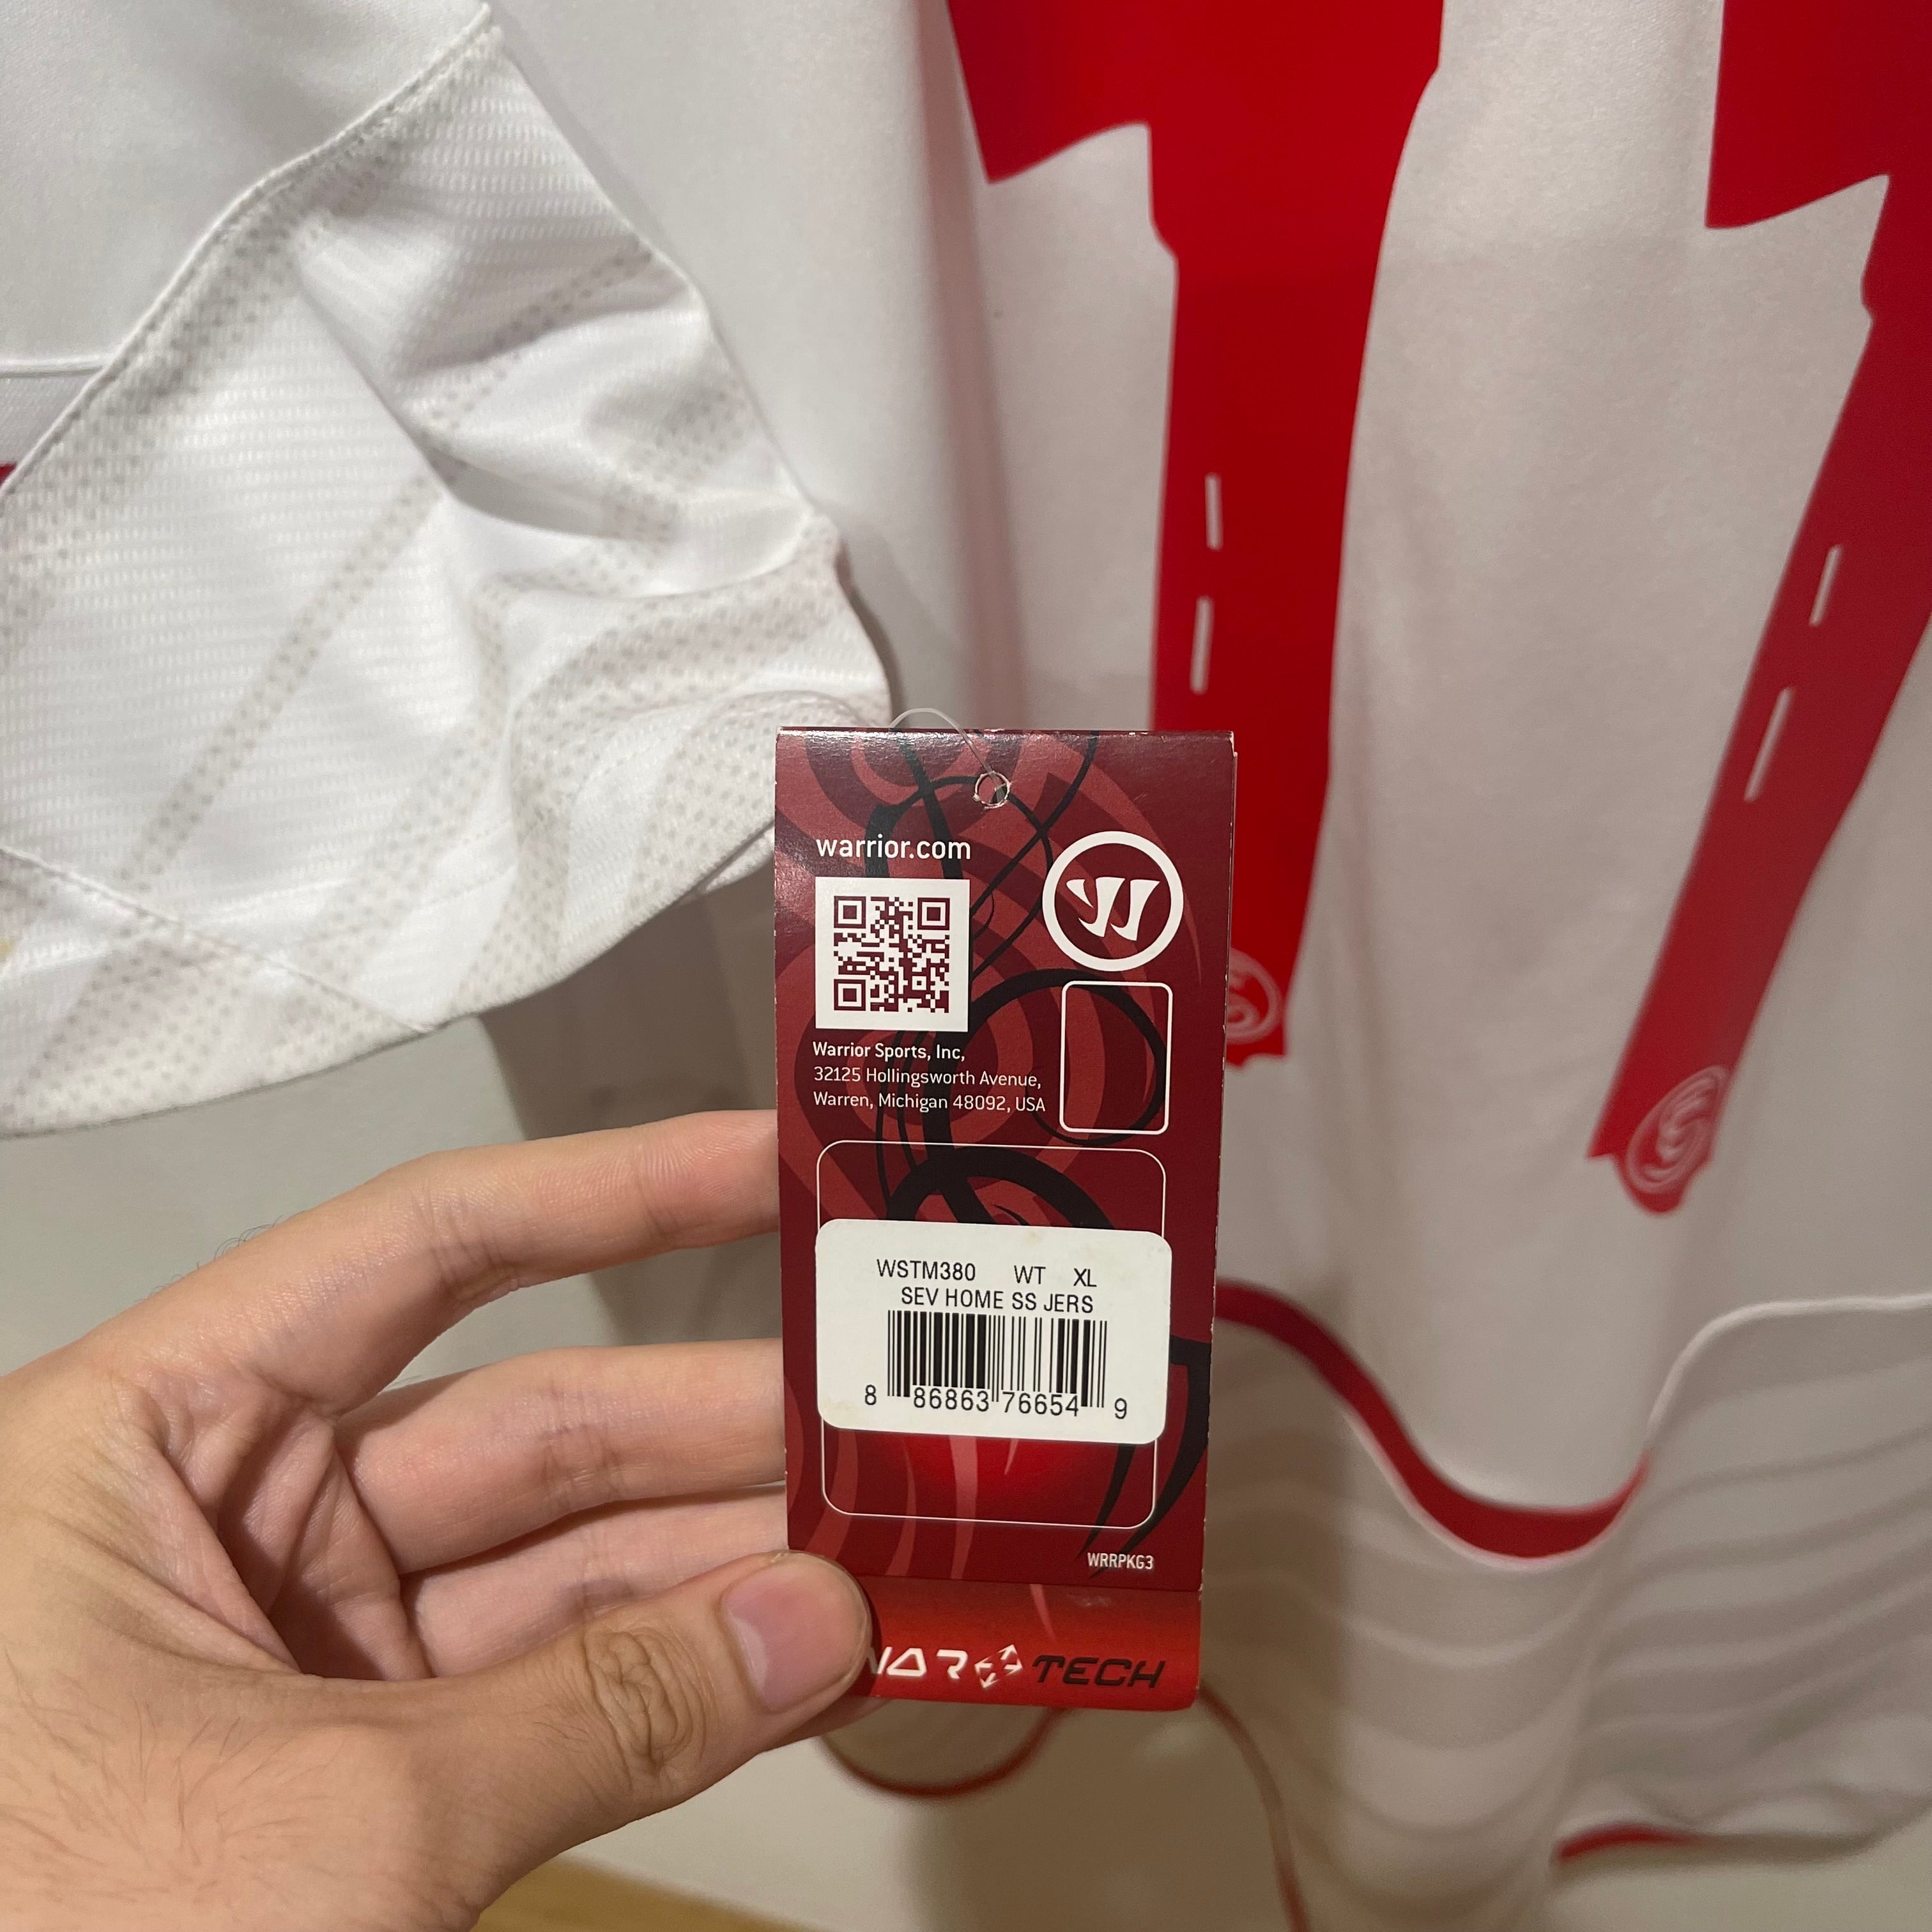 warrior.com
Warrior Sports, Inc,
32125 Hollingsworth Avenue,
Warren, Michigan 48092, USA
WSTM380 WT XL
SEV HOME SS JERS
8 86863 76654 9
WRRPKG3
WAR TECH